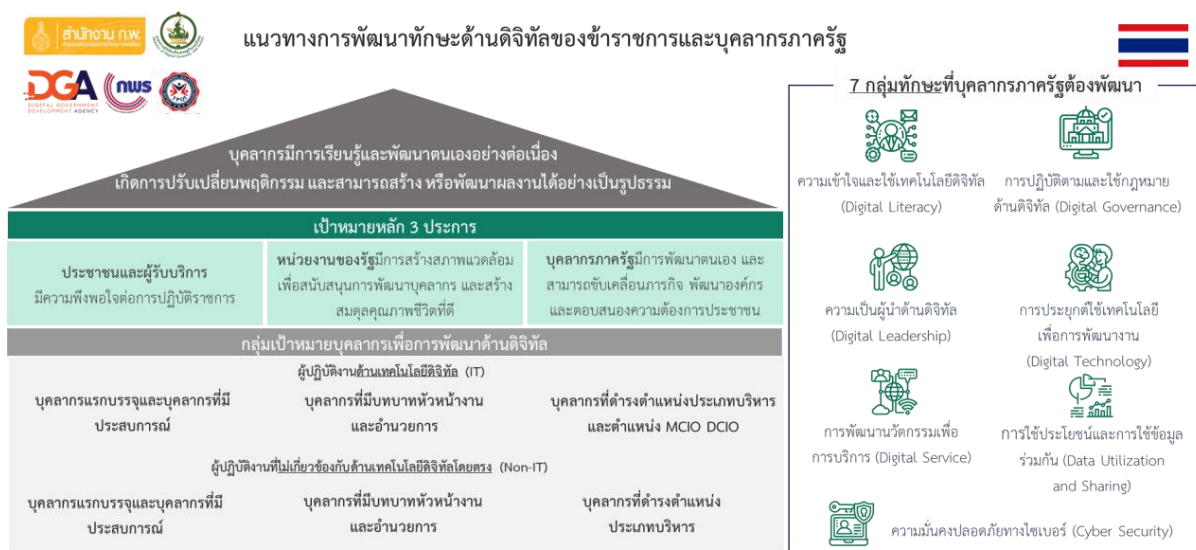 สำนักงาน ก.พ.
แนวทางการพัฒนาทักษะด้านดิจิทัลของข้าราชการและบุคลากรภาครัฐ
DGA
DIGITAL GOVERNMENT
DEVELOPMENT AGENCY
กพร
บุคลากรมีการเรียนรู้และพัฒนาตนเองอย่างต่อเนื่อง
เกิดการปรับเปลี่ยนพฤติกรรม และสามารถสร้าง หรือพัฒนาผลงานได้อย่างเป็นรูปธรรม
เป้าหมายหลัก 3 ประการ
ประชาชนและผู้รับบริการ
มีความพึงพอใจต่อการปฏิบัติราชการ
หน่วยงานของรัฐมีการสร้างสภาพแวดล้อม
เพื่อสนับสนุนการพัฒนาบุคลากร และสร้าง
สมดุลคุณภาพชีวิตที่ดี
บุคลากรภาครัฐมีการพัฒนาตนเอง และ
สามารถขับเคลื่อนภารกิจ พัฒนาองค์กร
และตอบสนองความต้องการประชาชน
กลุ่มเป้าหมายบุคลากรเพื่อการพัฒนาด้านดิจิทัล
ผู้ปฏิบัติงานด้านเทคโนโลยีดิจิทัล (IT)
บุคลากรแรกบรรจุและบุคลากรที่มี
ประสบการณ์
บุคลากรที่มีบทบาทหัวหน้างาน
และอำนวยการ
บุคลากรที่ดำรงตำแหน่งประเภทบริหาร
และตำแหน่ง MCIO DCIO
ผู้ปฏิบัติงานที่ไม่เกี่ยวข้องกับด้านเทคโนโลยีดิจิทัลโดยตรง (Non-IT)
บุคลากรแรกบรรจุและบุคลากรที่มี
ประสบการณ์
บุคลากรที่มีบทบาทหัวหน้างาน
และอำนวยการ
บุคลากรที่ดำรงตำแหน่ง
ประเภทบริหาร
7 กลุ่มทักษะที่บุคลากรภาครัฐต้องพัฒนา
ความเข้าใจและใช้เทคโนโลยีดิจิทัล
(Digital Literacy)
การปฏิบัติตามและใช้กฎหมาย
ด้านดิจิทัล (Digital Governance)
ความเป็นผู้นำด้านดิจิทัล
(Digital Leadership)
การประยุกต์ใช้เทคโนโลยี
เพื่อการพัฒนางาน
(Digital Technology)
การพัฒนานวัตกรรมเพื่อ
การบริการ (Digital Service)
การใช้ประโยชน์และการใช้ข้อมูล
ร่วมกัน (Data Utilization
and Sharing)
ความมั่นคงปลอดภัยทางไซเบอร์ (Cyber Security)